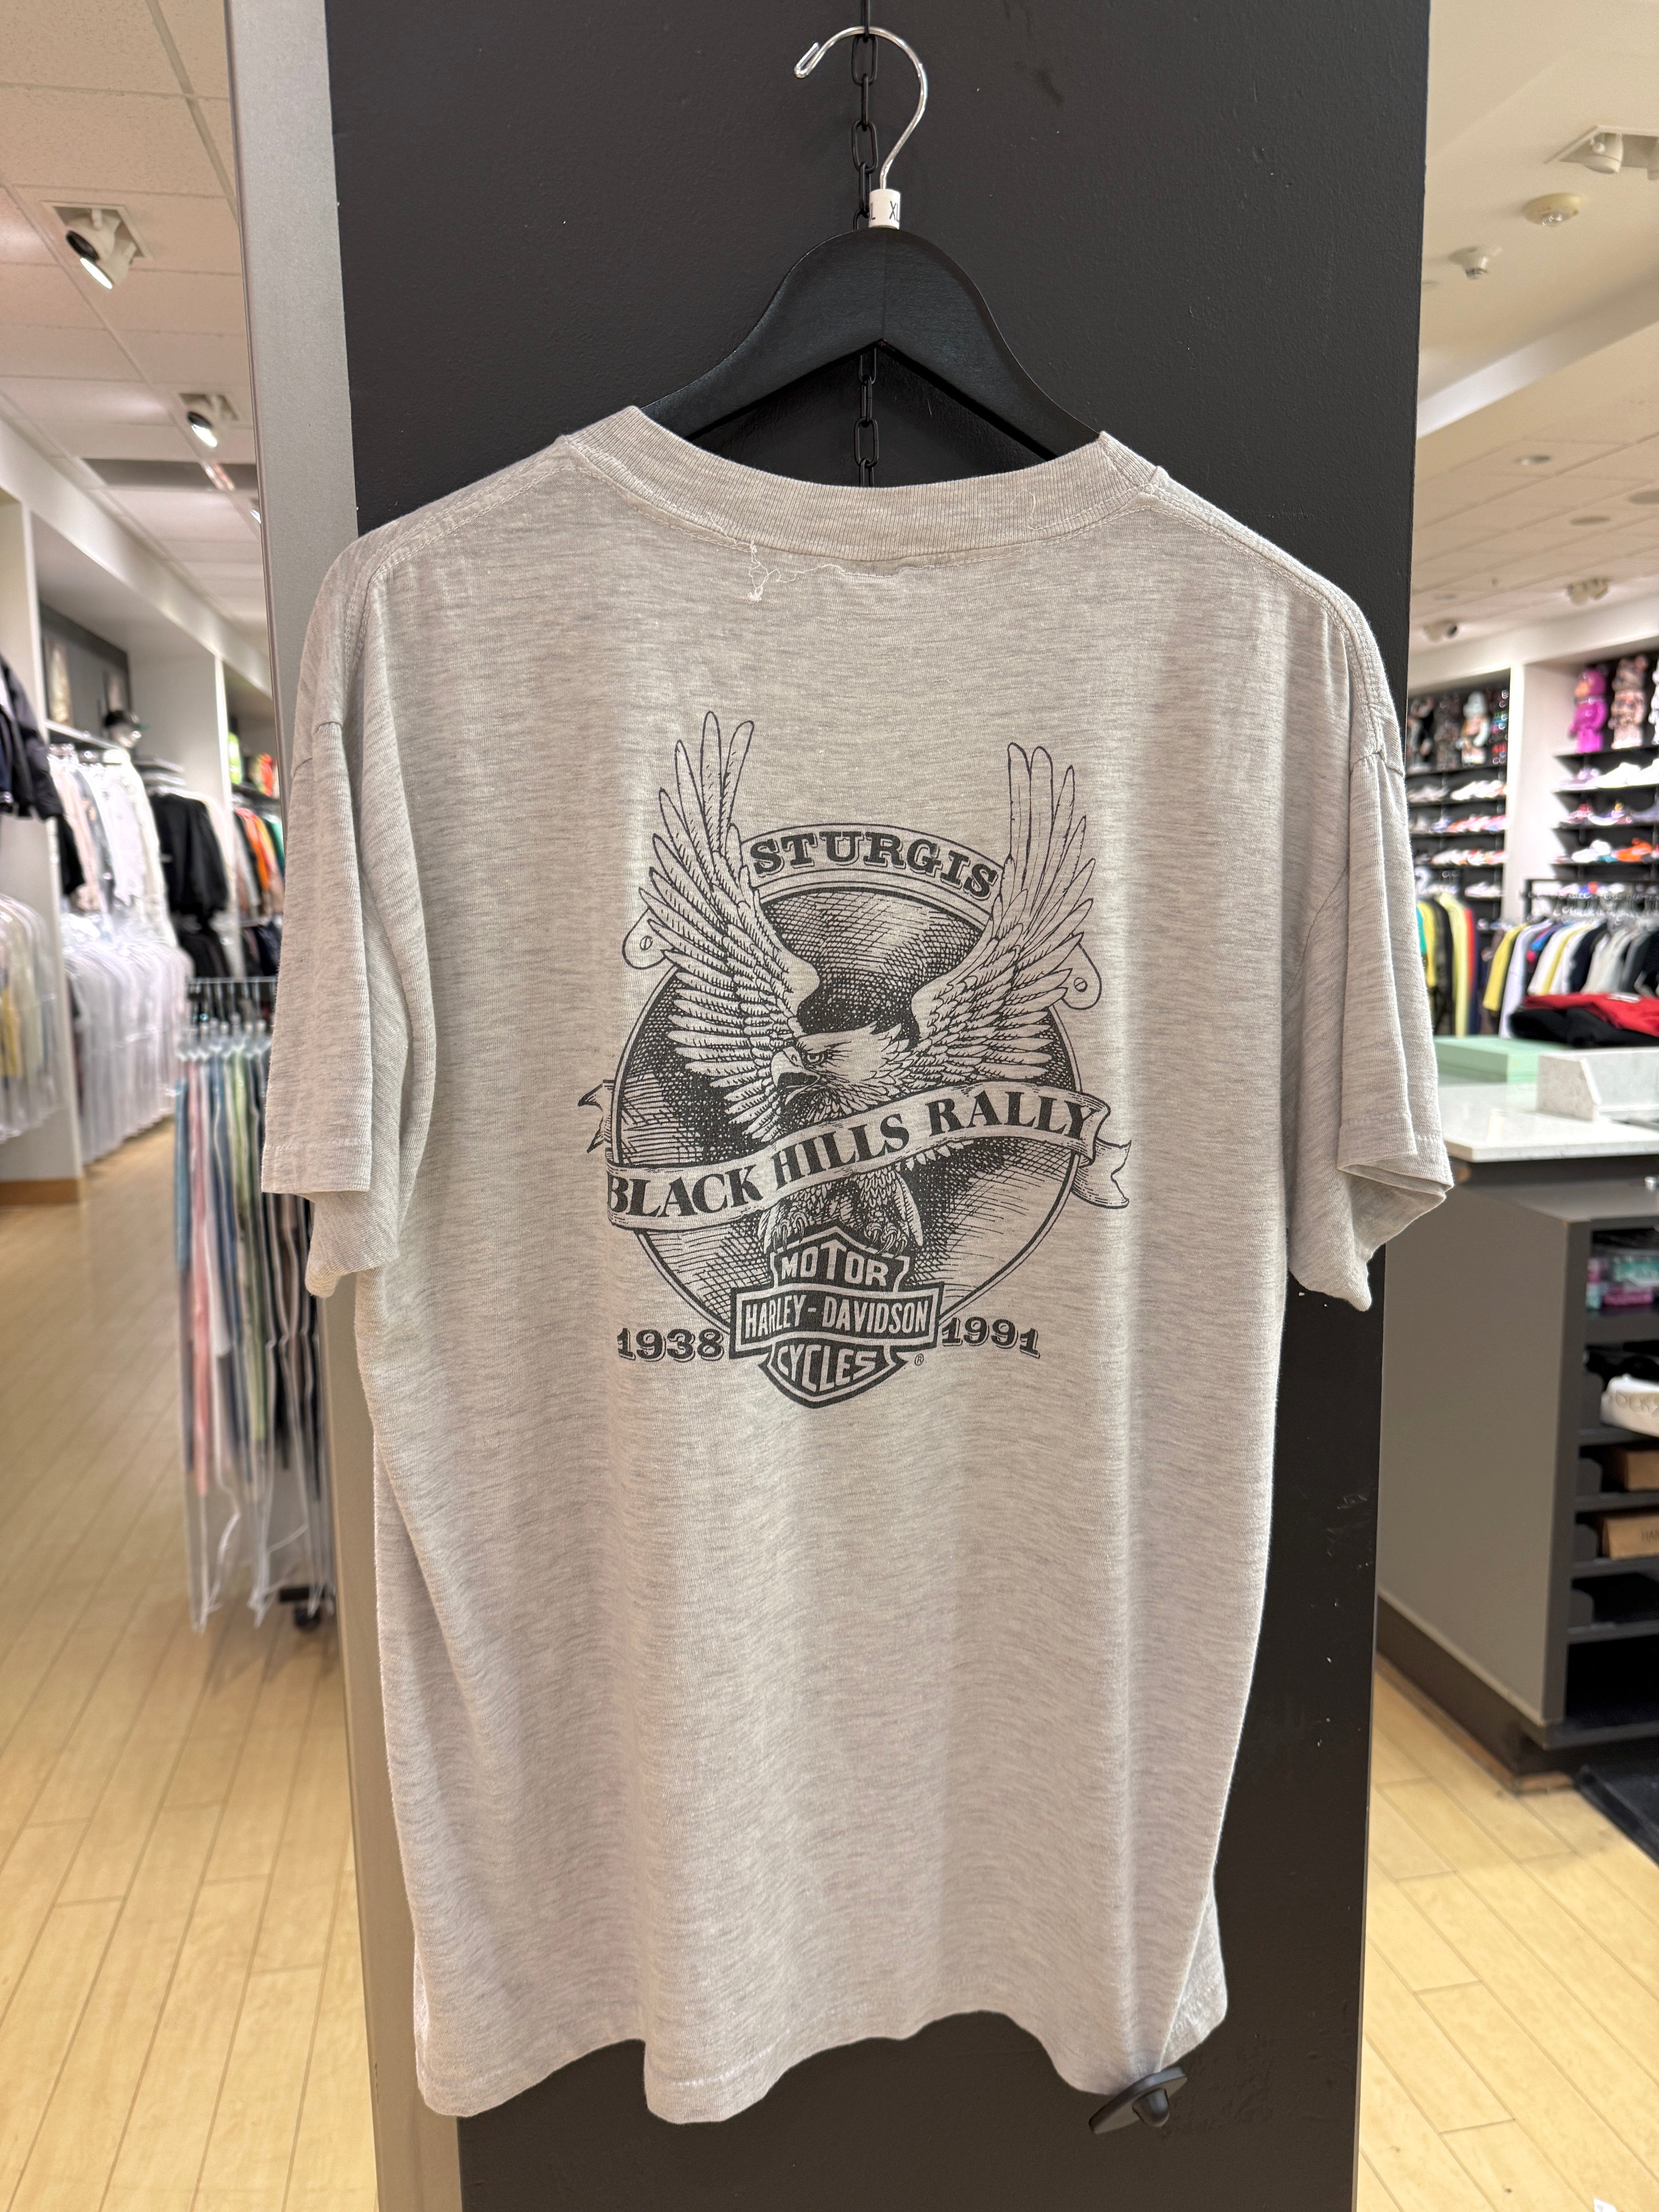 XL
STURGIS
BLACK HILLS RALLY
MOTOR
HARLEY-DAVIDSON
CYCLES
®
1938
1991